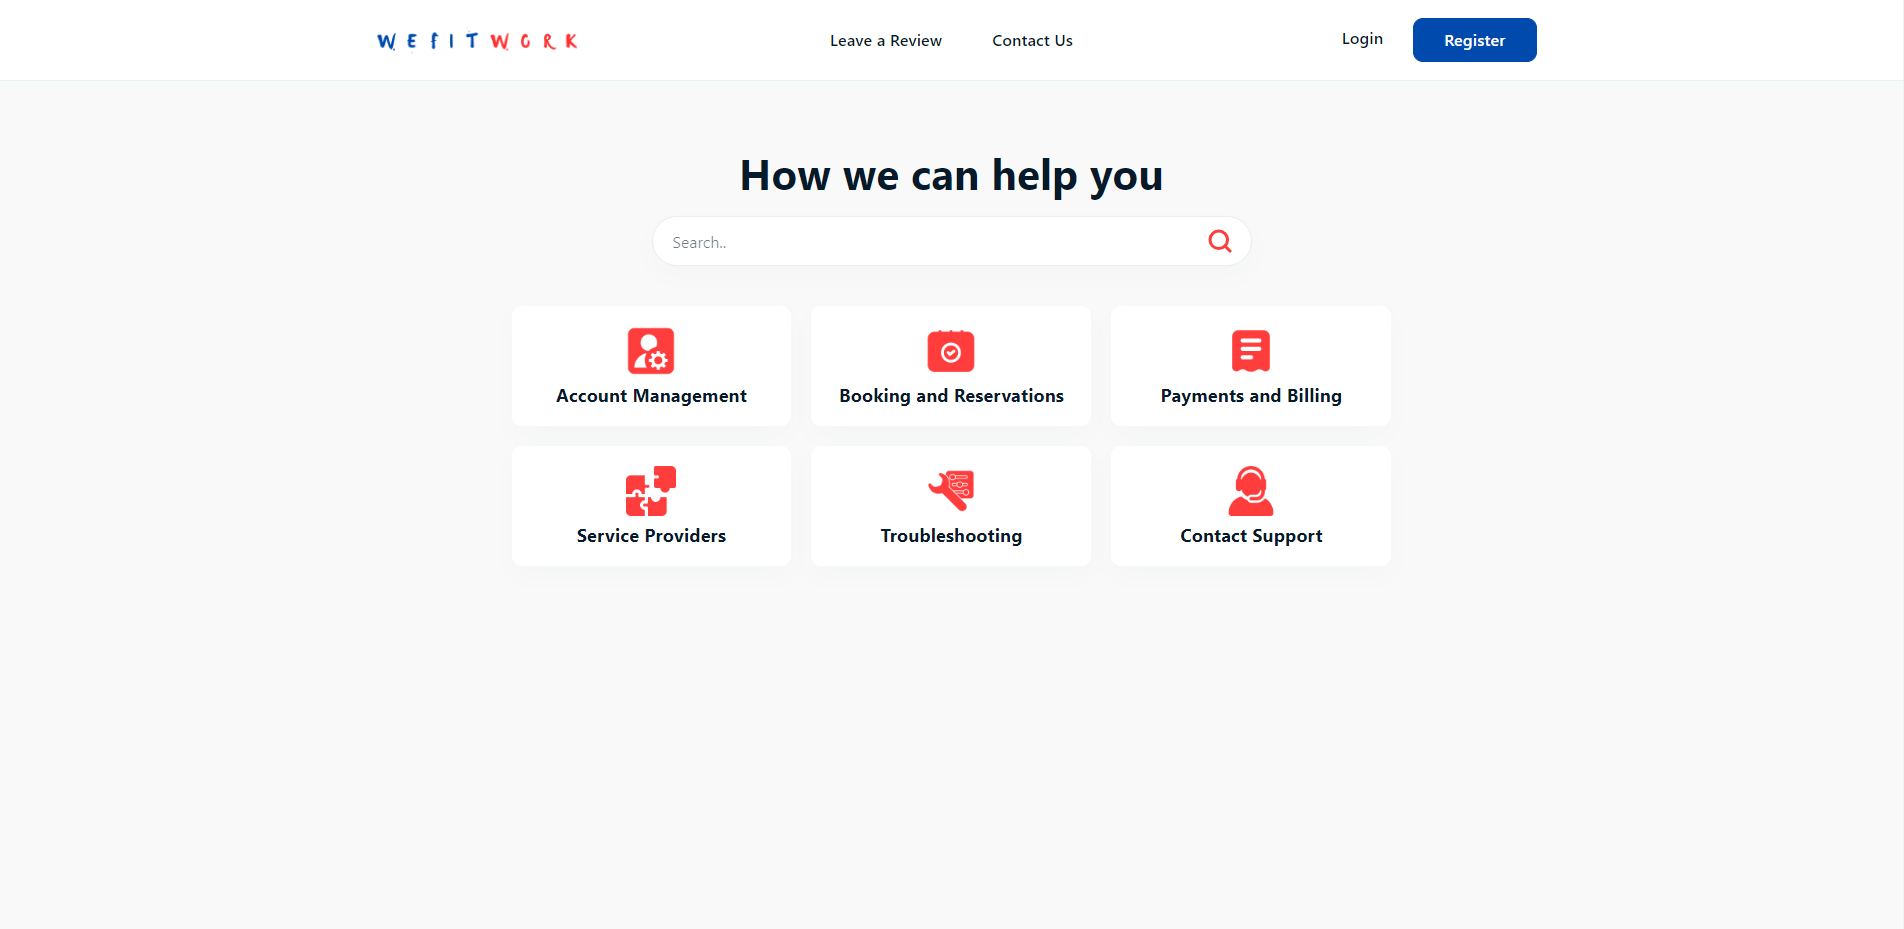 WEFITWORK
Leave a Review
Contact Us
Login
Register
How we can help you
Search..
Account Management
Booking and Reservations
Payments and Billing
Service Providers
Troubleshooting
Contact Support